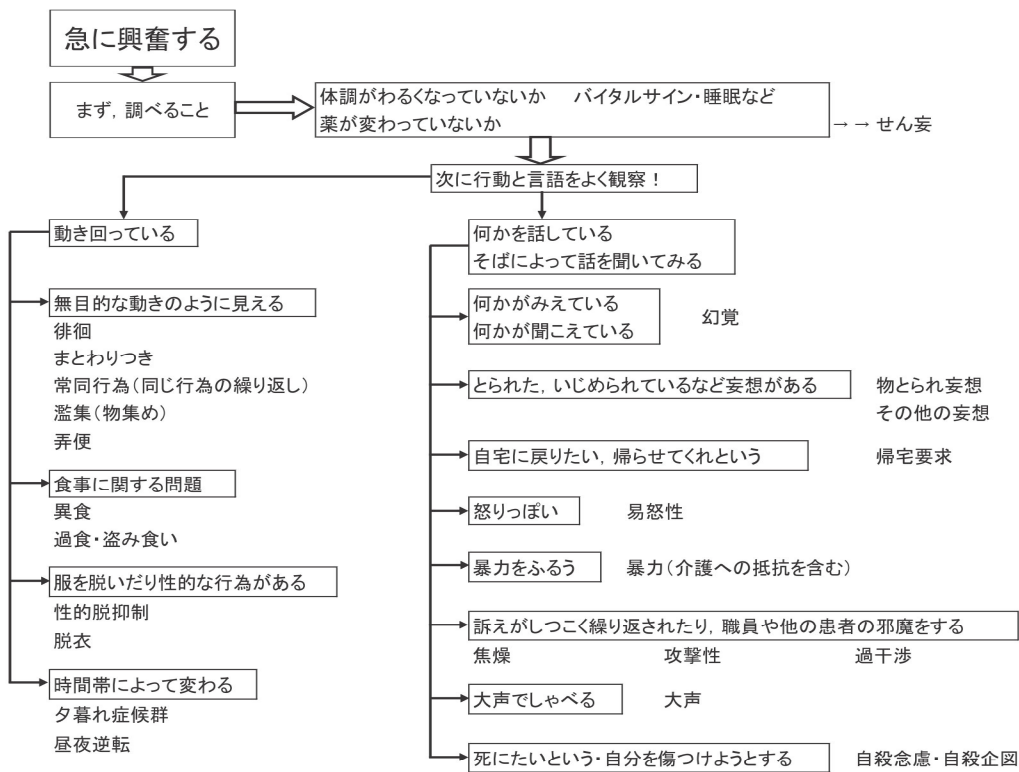 急に興奮する
まず，調べること
体調がわるくなっていないか　バイタルサイン・睡眠など
薬が変わっていないか
→ → せん妄
次に行動と言語をよく観察！
動き回っている
無目的な動きのように見える
徘徊
まとわりつき
常同行為（同じ行為の繰り返し）
濫集（物集め）
弄便
食事に関する問題
異食
過食・盗み食い
服を脱いだり性的な行為がある
性的脱抑制
脱衣
時間帯によって変わる
夕暮れ症候群
昼夜逆転
何かを話している
そばによって話を聞いてみる
何かがみえている
何かが聞こえている
幻覚
とられた，いじめられているなど妄想がある
物とられ妄想
その他の妄想
自宅に戻りたい，帰らせてくれという
帰宅要求
怒りっぽい
易怒性
暴力をふるう
暴力（介護への抵抗を含む）
訴えがしつこく繰り返されたり，職員や他の患者の邪魔をする
焦燥　攻撃性　過干渉
大声でしゃべる
大声
死にたいという・自分を傷つけようとする
自殺念慮・自殺企図